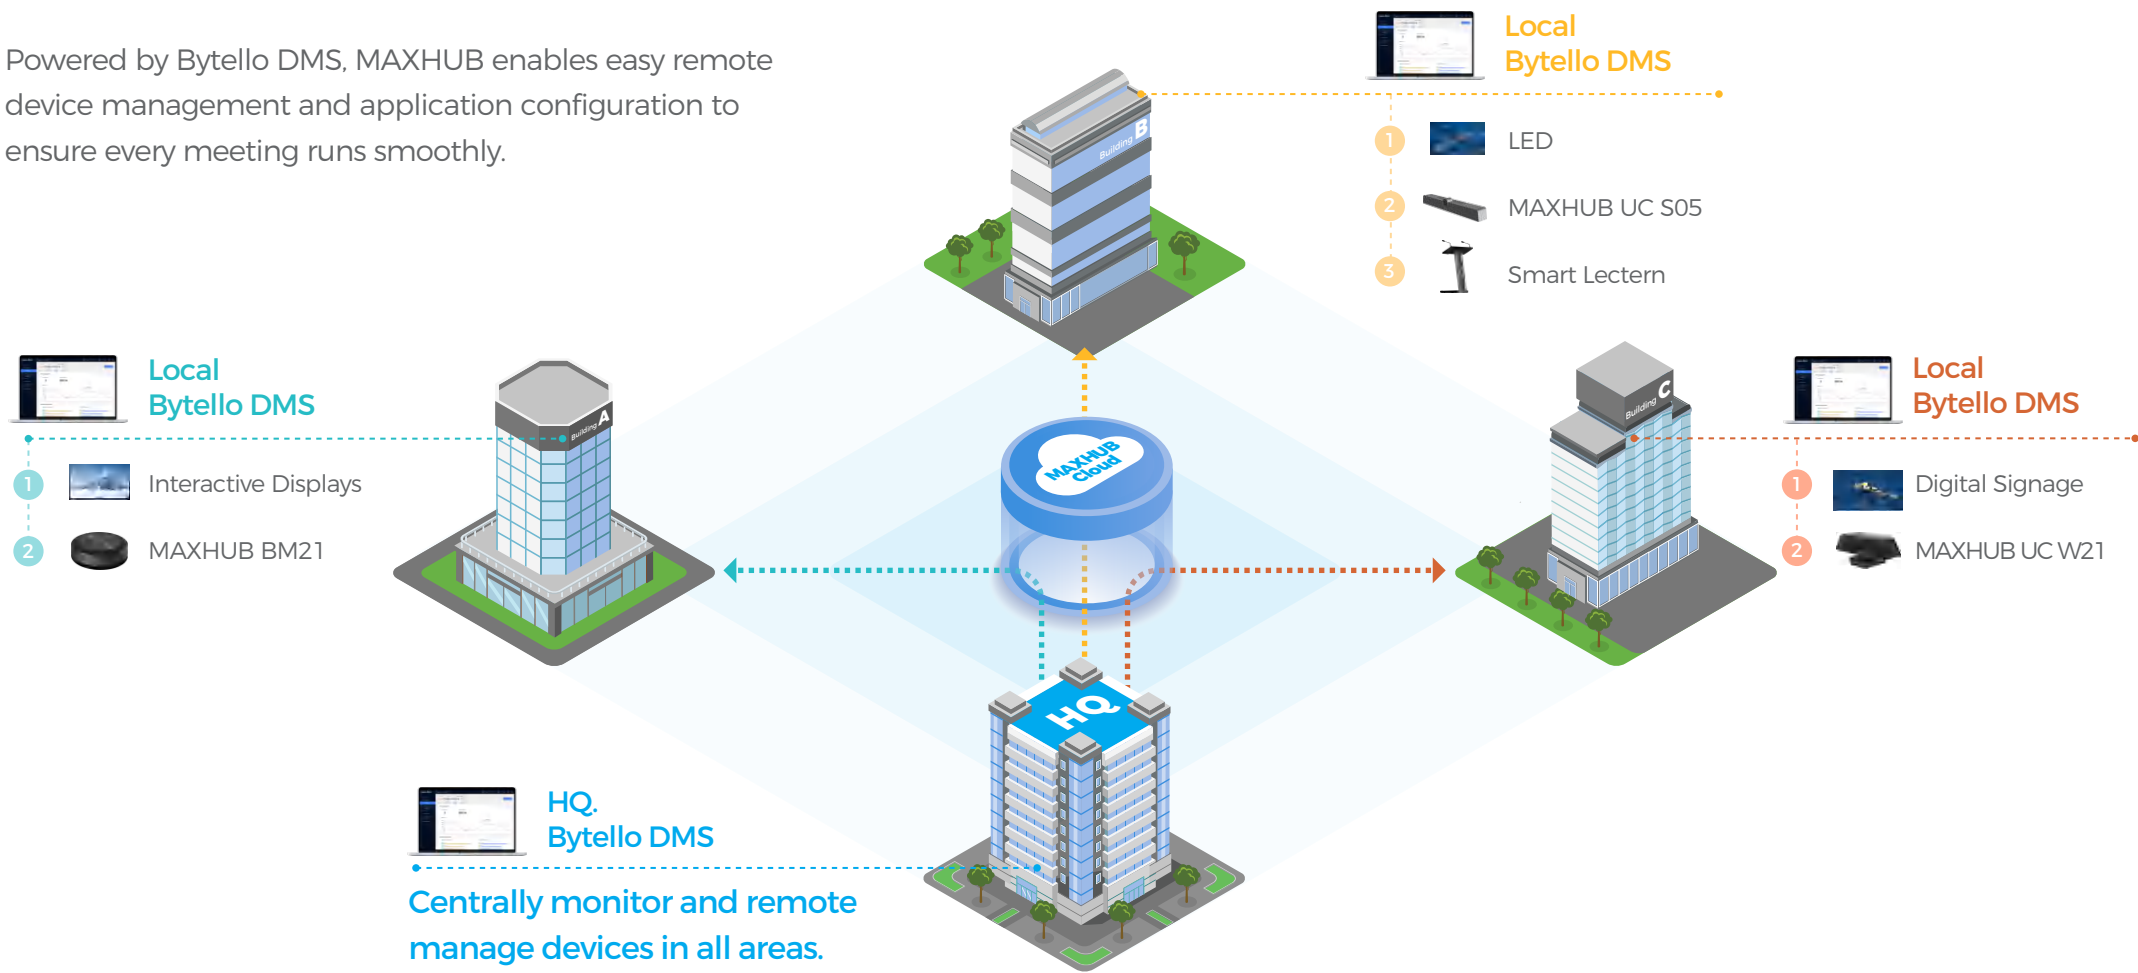 Powered by Bytello DMS, MAXHUB enables easy remote
device management and application configuration to
ensure every meeting runs smoothly.
Local
Bytello DMS
1
LED
2
MAXHUB UC S05
3
Smart Lectern
Building B
Local
Bytello DMS
1
Interactive Displays
2
MAXHUB BM21
Building A
MAXHUB
Cloud
Building C
Local
Bytello DMS
1
Digital Signage
2
MAXHUB UC W21
HQ
HQ.
Bytello DMS
Centrally monitor and remote
manage devices in all areas.